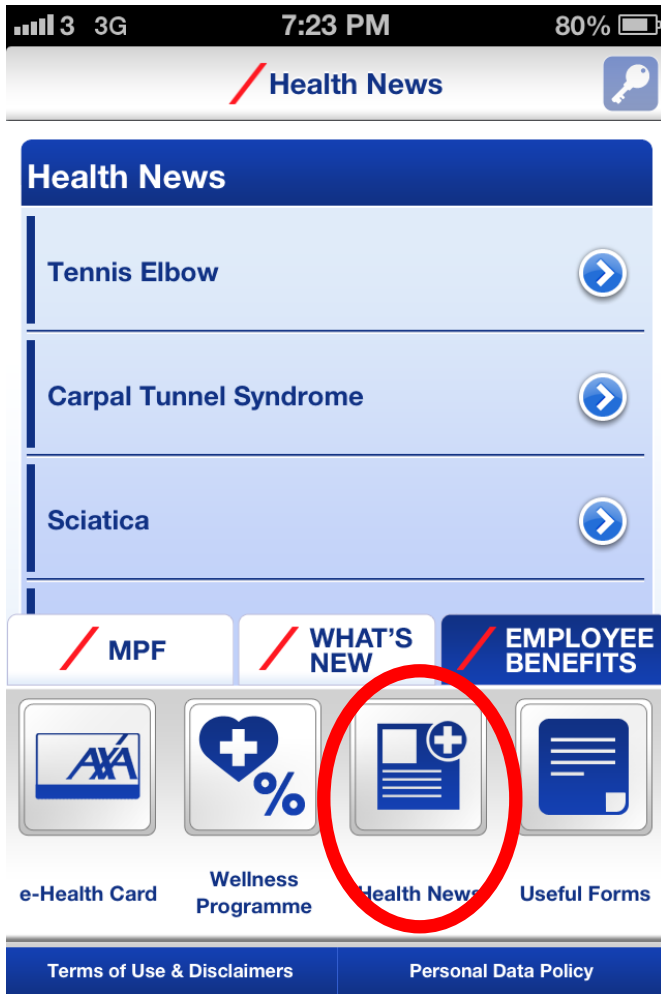 3 3G 7:23 PM 80%
Health News
Health News
Tennis Elbow
Carpal Tunnel Syndrome
Sciatica
MPF
WHAT'S
NEW
EMPLOYEE
BENEFITS
AXA
%
e-Health Card
Wellness
Programme
Health News
Useful Forms
Terms of Use & Disclaimers
Personal Data Policy